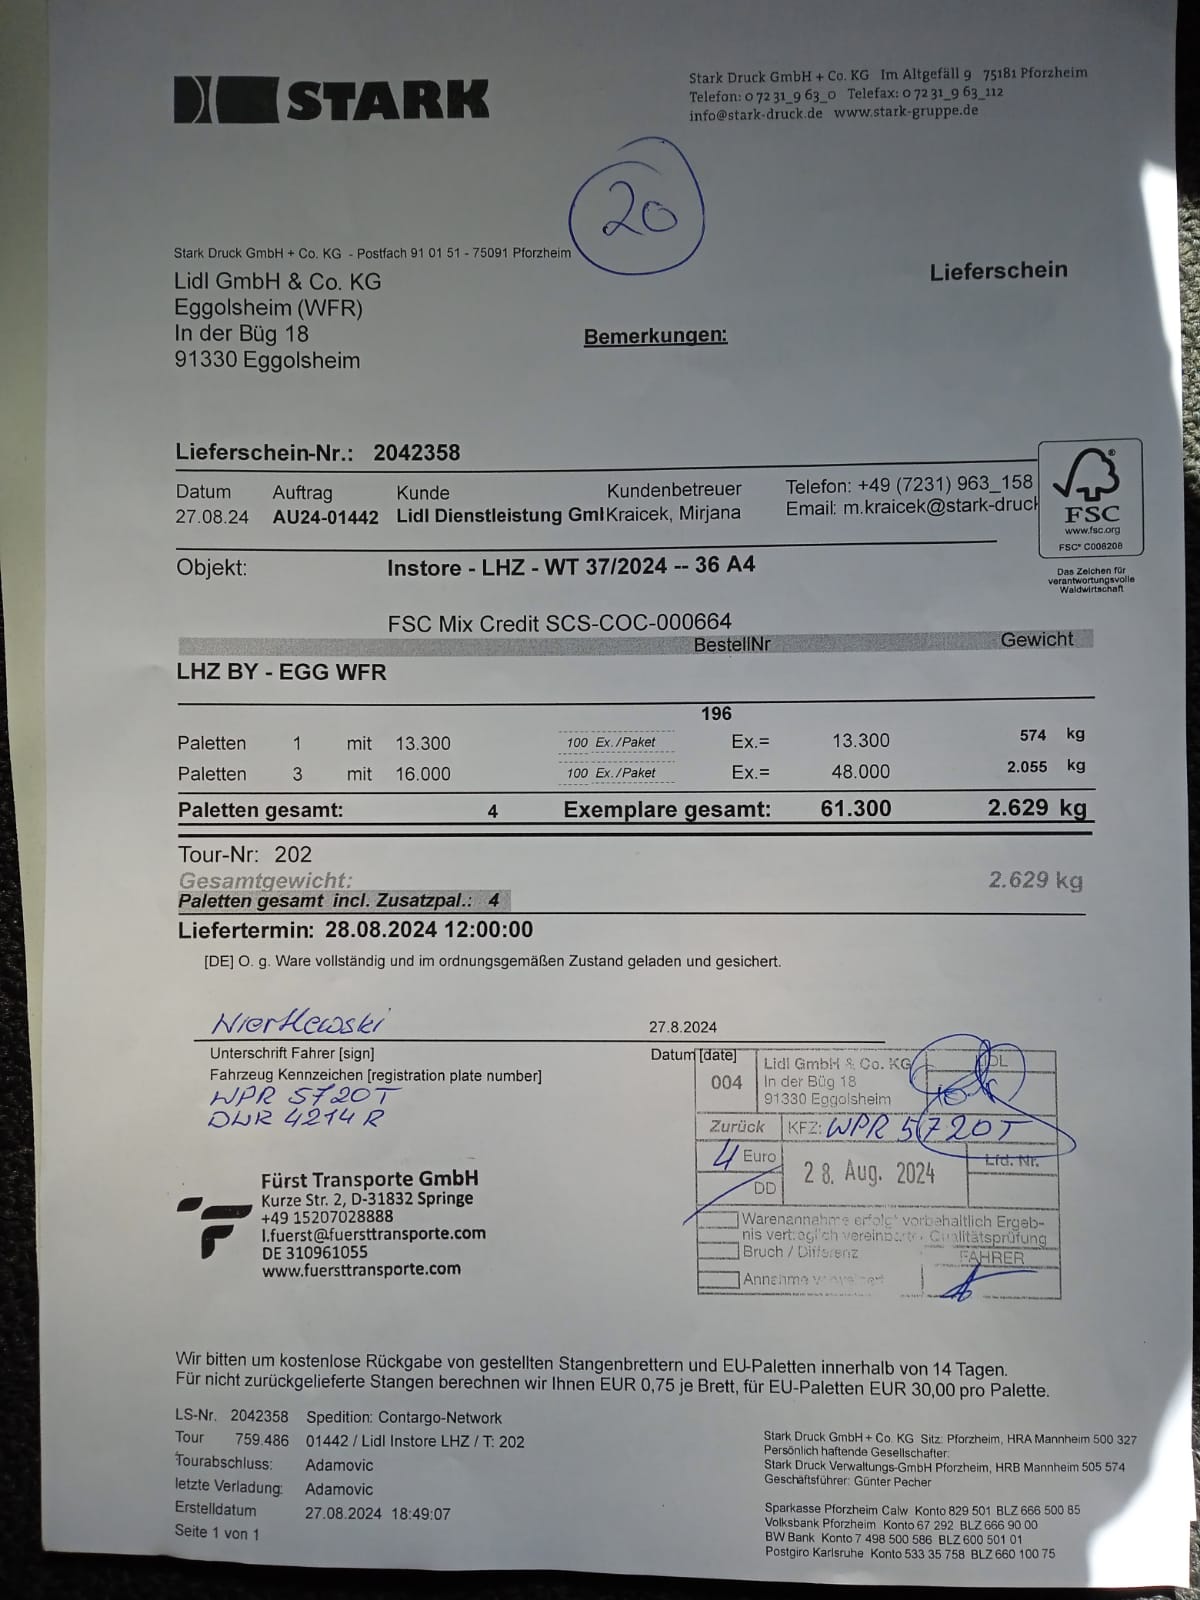 STARK
Stark Druck GmbH + Co. KG Im Altgefäll 9 75181 Pforzheim
Telefon: 0 72 31_9 63_0 Telefax: 0 72 31_9 63_112
info@stark-druck.de www.stark-gruppe.de
20
Stark Druck GmbH + Co. KG - Postfach 91 01 51 - 75091 Pforzheim
Lidl GmbH & Co. KG
Eggolsheim (WFR)
In der Büg 18
91330 Eggolsheim
Lieferschein
Bemerkungen:
Lieferschein-Nr.: 2042358
Datum Auftrag Kunde Kundenbetreuer Telefon: +49 (7231) 963_158
27.08.24 AU24-01442 Lidl Dienstleistung Gml Kraicek, Mirjana Email: m.kraicek@stark-druck
FSC
www.fsc.org
FSC® C008208
Das Zeichen für
verantwortungsvolle
Waldwirtschaft
Objekt: Instore - LHZ - WT 37/2024 -- 36 A4
FSC Mix Credit SCS-COC-000664
BestellNr Gewicht
LHZ BY - EGG WFR
196
Paletten 1 mit 13.300 100 Ex./Paket Ex.= 13.300 574 kg
Paletten 3 mit 16.000 100 Ex./Paket Ex.= 48.000 2.055 kg
Paletten gesamt: 4 Exemplare gesamt: 61.300 2.629 kg
Tour-Nr: 202
Gesamtgewicht: 2.629 kg
Paletten gesamt incl. Zusatzpal.: 4
Liefertermin: 28.08.2024 12:00:00
[DE] O. g. Ware vollständig und im ordnungsgemäßen Zustand geladen und gesichert.
27.8.2024
Unterschrift Fahrer [sign] Datum [date]
Fahrzeug Kennzeichen [registration plate number]
WPR 5720T
DWR 4214 R
004
Lidl GmbH & Co. KG
In der Büg 18
91330 Eggolsheim
Zurück KFZ: WPR 5720T
4 Euro
DD
28. Aug. 2024
Lfd. Nr.
Warenannahme erfolgt vorbehaltlich Ergeb-
nis vertraglich vereinbarter Qualitätsprüfung
Bruch / Differenz
FAHRER
Annahme verweigert
Fürst Transporte GmbH
Kurze Str. 2, D-31832 Springe
+49 15207028888
l.fuerst@fuersttransporte.com
DE 310961055
www.fuersttransporte.com
Wir bitten um kostenlose Rückgabe von gestellten Stangenbrettern und EU-Paletten innerhalb von 14 Tagen.
Für nicht zurückgelieferte Stangen berechnen wir Ihnen EUR 0,75 je Brett, für EU-Paletten EUR 30,00 pro Palette.
LS-Nr. 2042358 Spedition: Contargo-Network
Tour 759.486 01442 / Lidl Instore LHZ / T: 202
Tourabschluss: Adamovic
letzte Verladung: Adamovic
Erstelldatum 27.08.2024 18:49:07
Seite 1 von 1
Stark Druck GmbH + Co. KG Sitz: Pforzheim, HRA Mannheim 500 327
Persönlich haftende Gesellschafter:
Stark Druck Verwaltungs-GmbH Pforzheim, HRB Mannheim 505 574
Geschäftsführer: Günter Pecher
Sparkasse Pforzheim Calw Konto 829 501 BLZ 666 500 85
Volksbank Pforzheim Konto 67 292 BLZ 666 90 00
BW Bank Konto 7 498 500 586 BLZ 600 501 01
Postgiro Karlsruhe Konto 533 35 758 BLZ 660 100 75